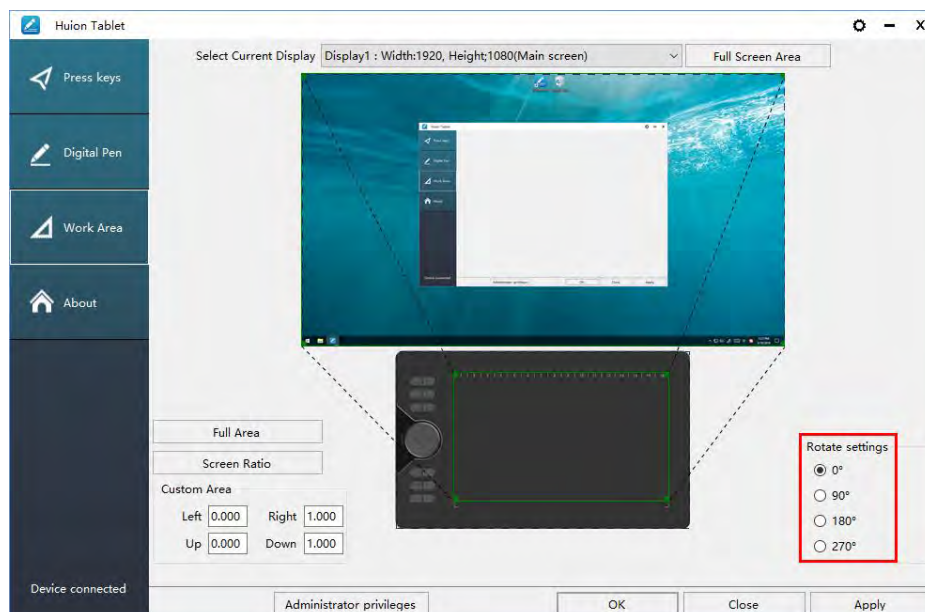 Huion Tablet
Press keys
Digital Pen
Work Area
About
Device connected
Select Current Display Display1 : Width:1920, Height;1080(Main screen) Full Screen Area
Huion Tablet
Full Area
Screen Ratio
Custom Area
Left 0.000 Right 1.000
Up 0.000 Down 1.000
Rotate settings
0°
90°
180°
270°
Administrator privileges OK Close Apply